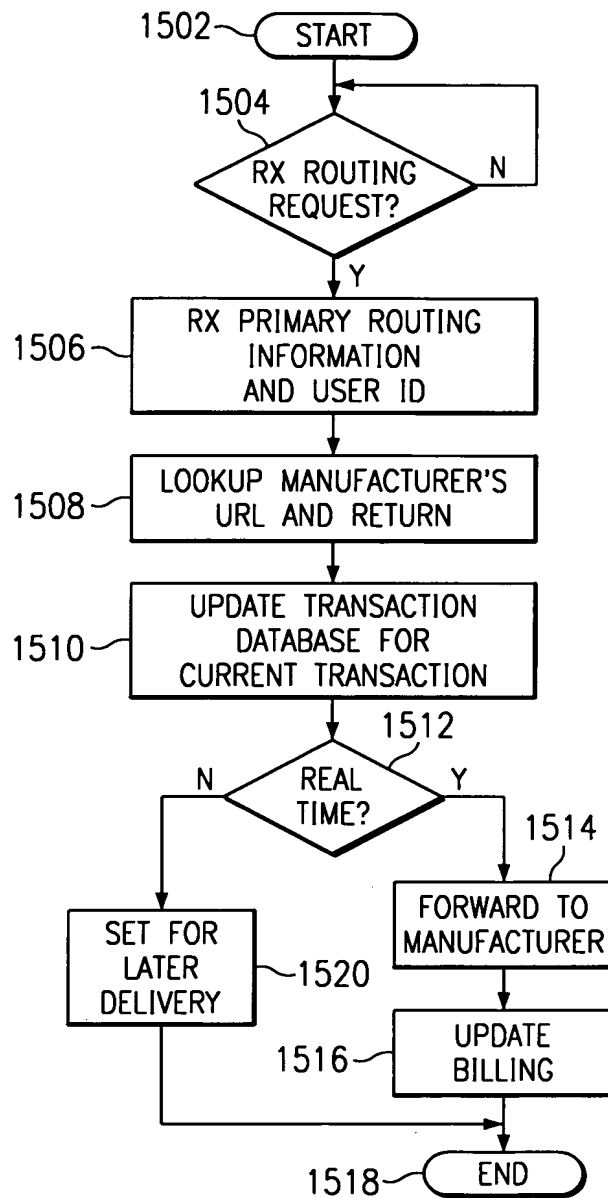 1502
START
1504
RX ROUTING
REQUEST?
N
Y
1506
RX PRIMARY ROUTING
INFORMATION
AND USER ID
1508
LOOKUP MANUFACTURER'S
URL AND RETURN
1510
UPDATE TRANSACTION
DATABASE FOR
CURRENT TRANSACTION
1512
N
REAL
TIME?
Y
1514
FORWARD TO
MANUFACTURER
SET FOR
LATER
DELIVERY
1520
1516
UPDATE
BILLING
1518
END